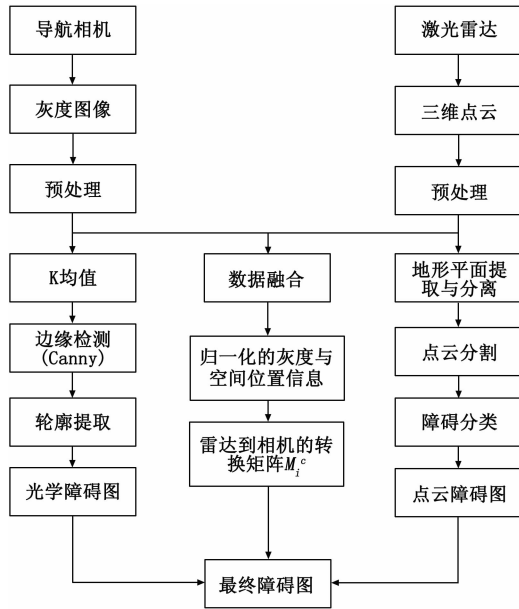 导航相机
激光雷达
灰度图像
三维点云
预处理
预处理
K均值
数据融合
地形平面提
取与分离
边缘检测
(Canny)
归一化的灰度与
空间位置信息
点云分割
轮廓提取
雷达到相机的转
换矩阵M_i^c
障碍分类
光学障碍图
点云障碍图
最终障碍图